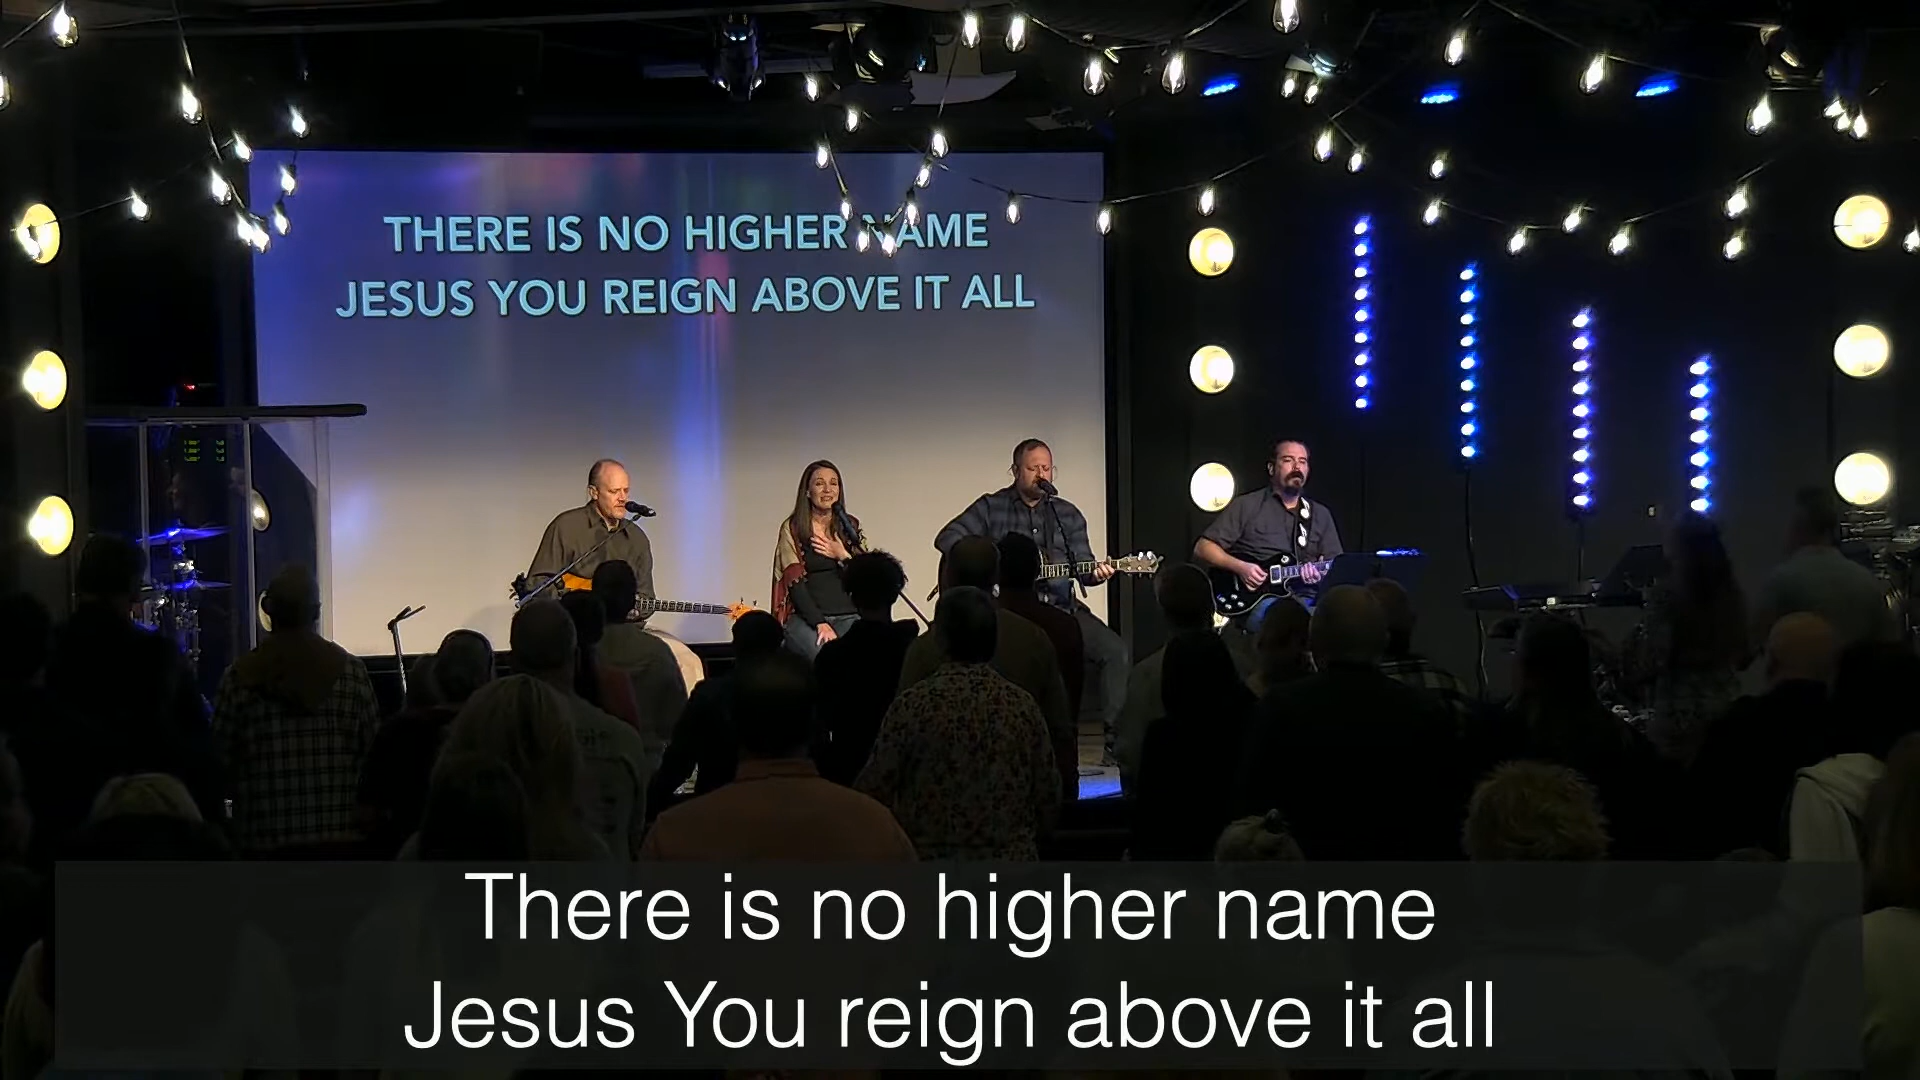 THERE IS NO HIGHER NAME
JESUS YOU REIGN ABOVE IT ALL
There is no higher name
Jesus You reign above it all